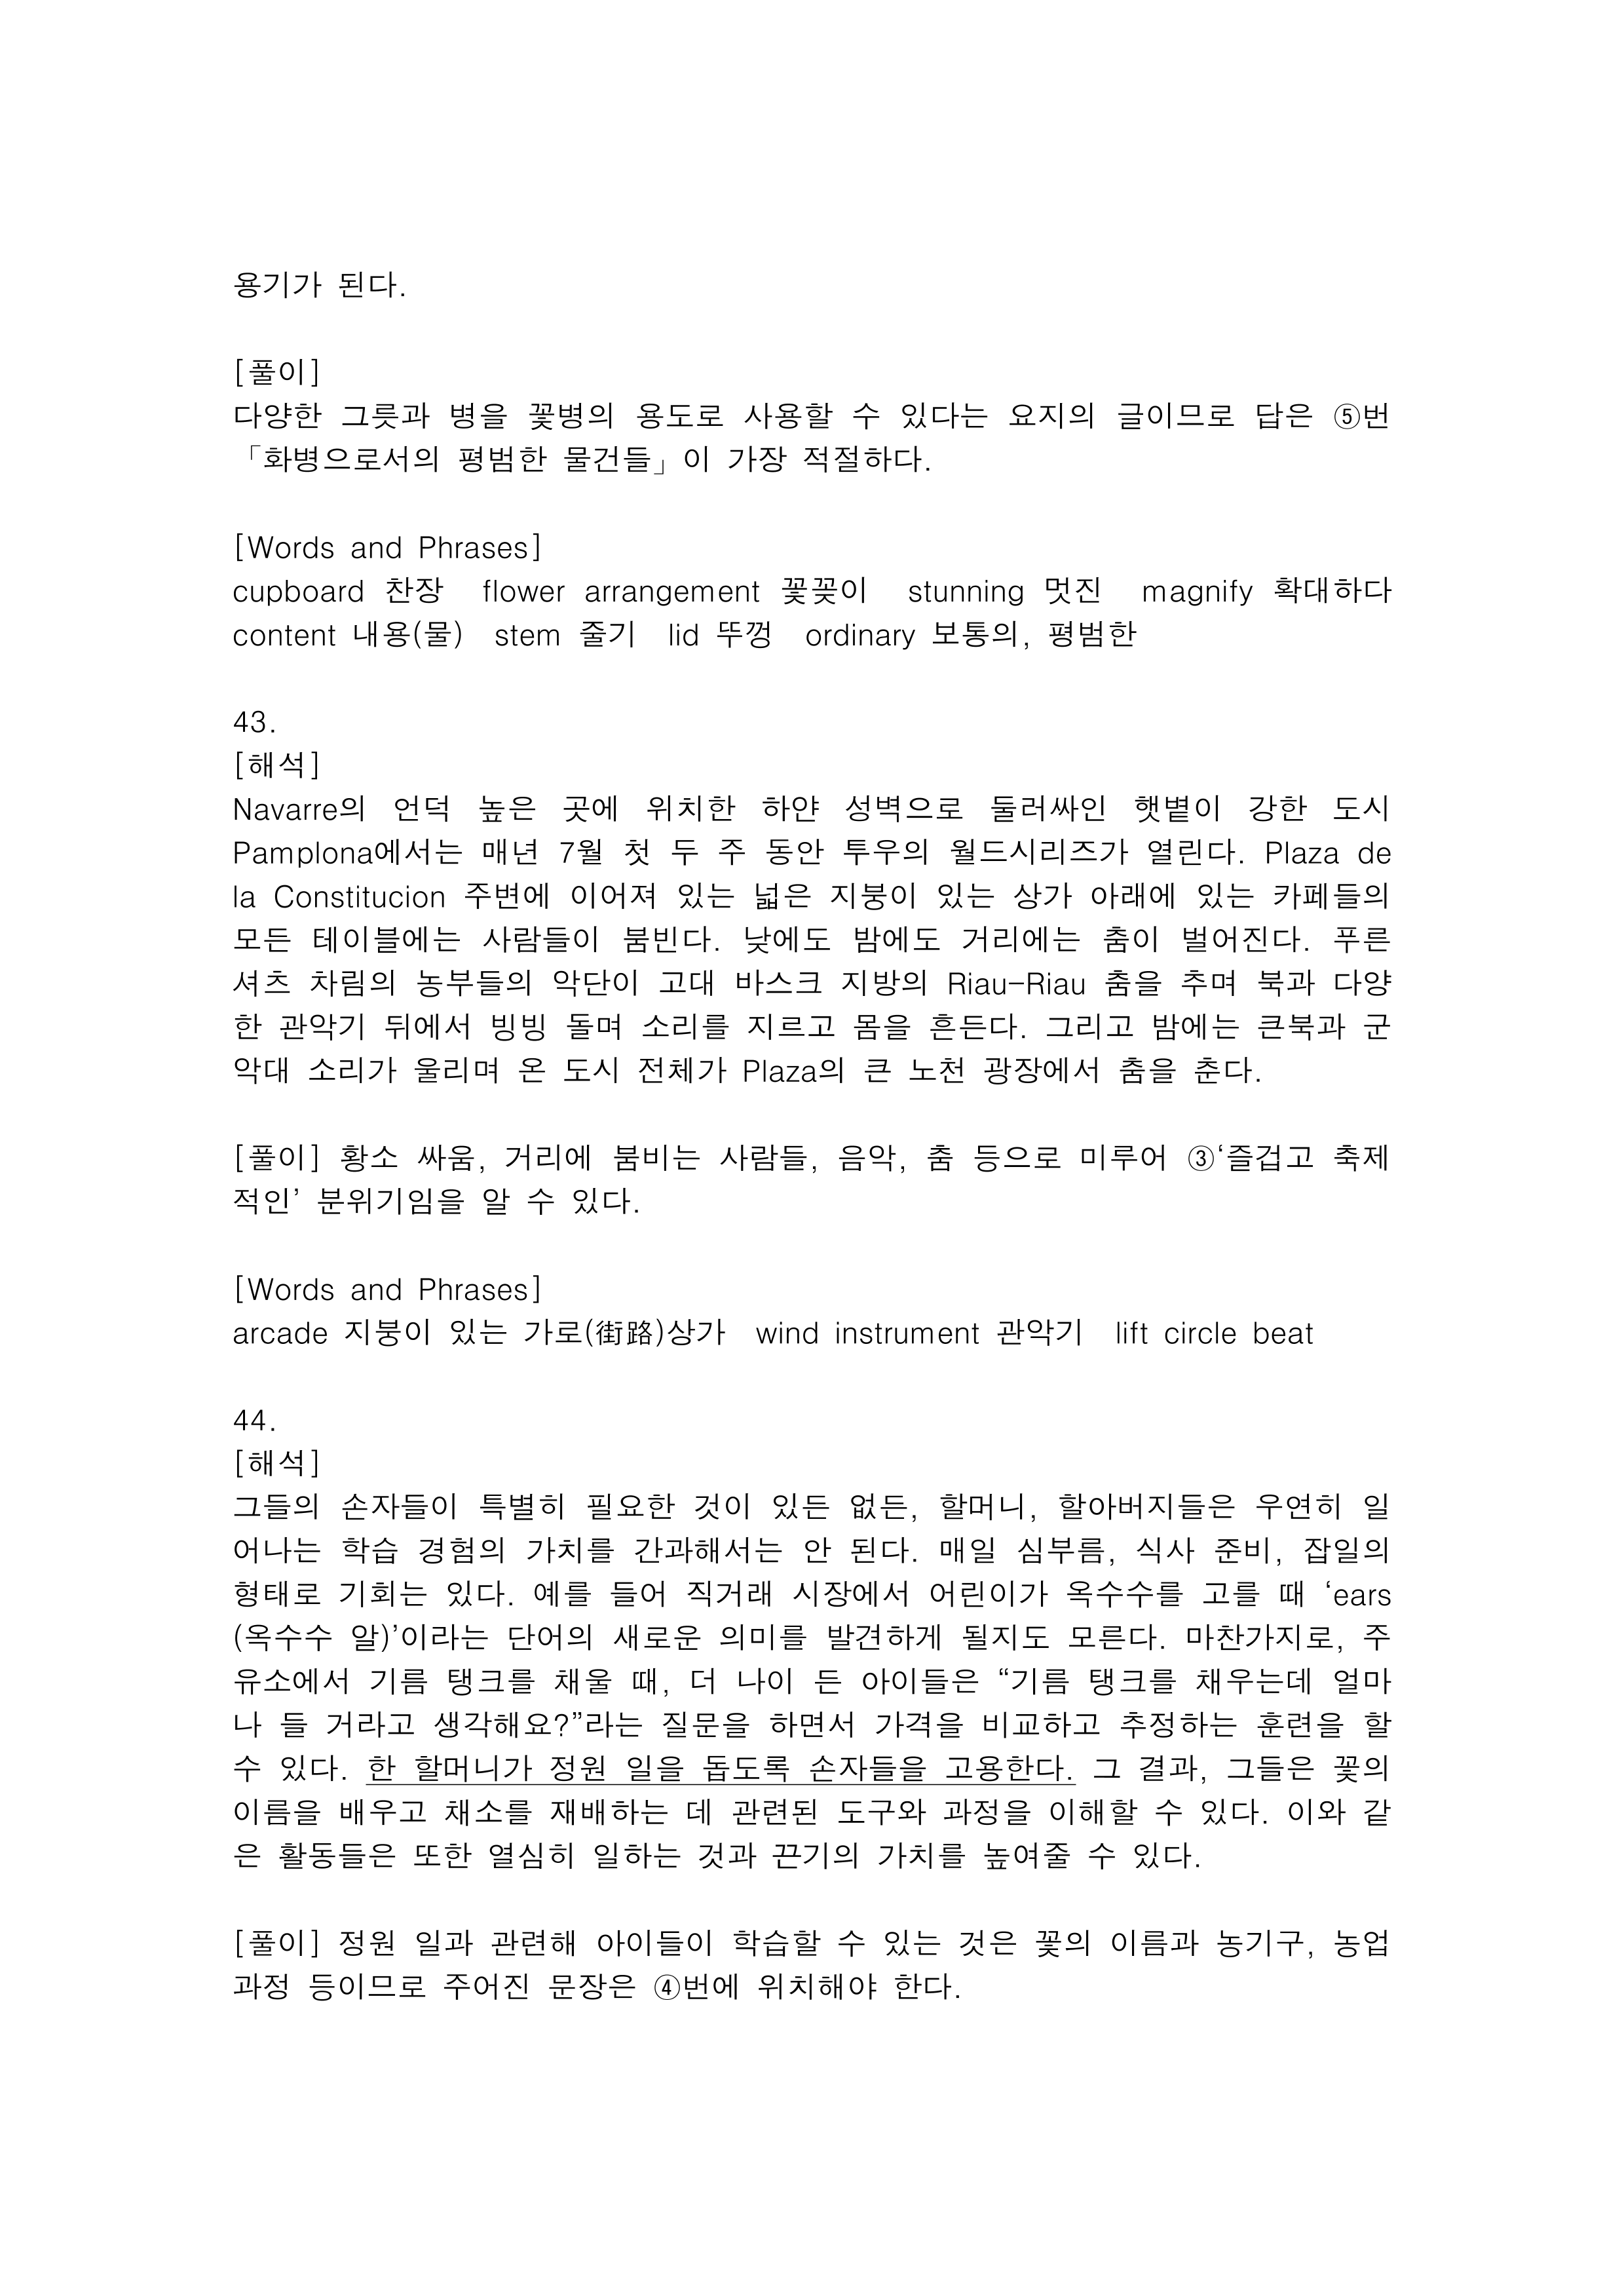 용기가 된다.
[풀이]
다양한 그릇과 병을 꽃병의 용도로 사용할 수 있다는 요지의 글이므로 답은 ⑤번
「화병으로서의 평범한 물건들」이 가장 적절하다.
[Words and Phrases]
cupboard 찬장 flower arrangement 꽃꽂이 stunning 멋진 magnify 확대하다
content 내용(물) stem 줄기 lid 뚜껑 ordinary 보통의, 평범한
43.
[해석]
Navarre의 언덕 높은 곳에 위치한 하얀 성벽으로 둘러싸인 햇볕이 강한 도시
Pamplona에서는 매년 7월 첫 두 주 동안 투우의 월드시리즈가 열린다. Plaza de
la Constitucion 주변에 이어져 있는 넓은 지붕이 있는 상가 아래에 있는 카페들의
모든 테이블에는 사람들이 붐빈다. 낮에도 밤에도 거리에는 춤이 벌어진다. 푸른
셔츠 차림의 농부들의 악단이 고대 바스크 지방의 Riau-Riau 춤을 추며 북과 다양
한 관악기 뒤에서 빙빙 돌며 소리를 지르고 몸을 흔든다. 그리고 밤에는 큰북과 군
악대 소리가 울리며 온 도시 전체가 Plaza의 큰 노천 광장에서 춤을 춘다.
[풀이] 황소 싸움, 거리에 붐비는 사람들, 음악, 춤 등으로 미루어 ③‘즐겁고 축제
적인’ 분위기임을 알 수 있다.
[Words and Phrases]
arcade 지붕이 있는 가로(街路)상가 wind instrument 관악기 lift circle beat
44.
[해석]
그들의 손자들이 특별히 필요한 것이 있든 없든, 할머니, 할아버지들은 우연히 일
어나는 학습 경험의 가치를 간과해서는 안 된다. 매일 심부름, 식사 준비, 잡일의
형태로 기회는 있다. 예를 들어 직거래 시장에서 어린이가 옥수수를 고를 때 ‘ears
(옥수수 알)’이라는 단어의 새로운 의미를 발견하게 될지도 모른다. 마찬가지로, 주
유소에서 기름 탱크를 채울 때, 더 나이 든 아이들은 “기름 탱크를 채우는데 얼마
나 들 거라고 생각해요?”라는 질문을 하면서 가격을 비교하고 추정하는 훈련을 할
수 있다. 한 할머니가 정원 일을 돕도록 손자들을 고용한다. 그 결과, 그들은 꽃의
이름을 배우고 채소를 재배하는 데 관련된 도구와 과정을 이해할 수 있다. 이와 같
은 활동들은 또한 열심히 일하는 것과 끈기의 가치를 높여줄 수 있다.
[풀이] 정원 일과 관련해 아이들이 학습할 수 있는 것은 꽃의 이름과 농기구, 농업
과정 등이므로 주어진 문장은 ④번에 위치해야 한다.